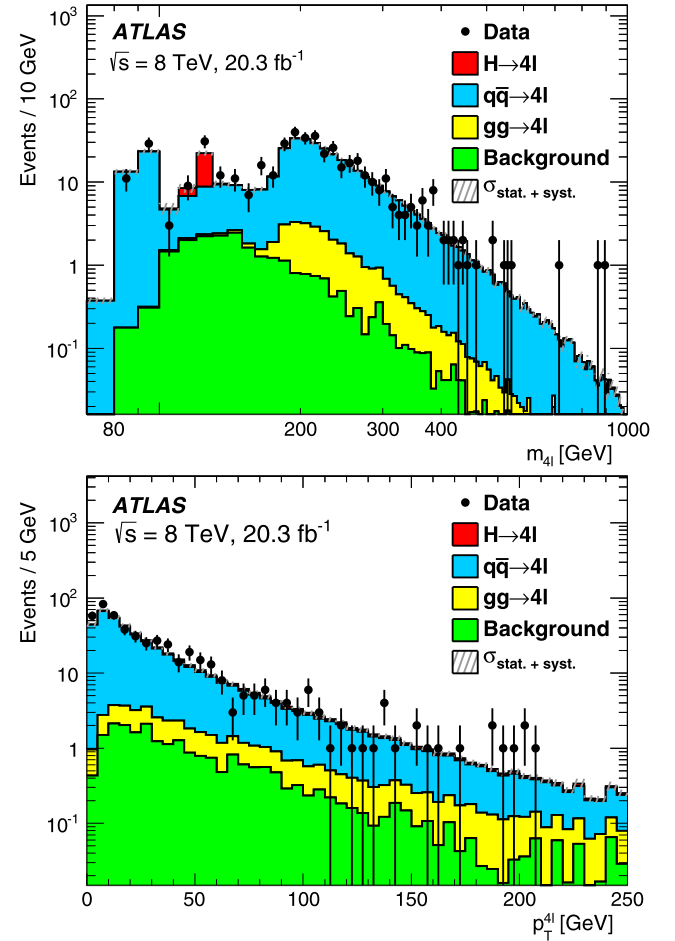 Events / 10 GeV
10³
10²
10
1
10⁻¹
ATLAS
√s = 8 TeV, 20.3 fb⁻¹
Data
H→4l
qq̅→4l
gg→4l
Background
σstat. + syst.
80 200 300 400 1000
m₄ₗ [GeV]
Events / 5 GeV
10³
10²
10
1
10⁻¹
ATLAS
√s = 8 TeV, 20.3 fb⁻¹
Data
H→4l
qq̅→4l
gg→4l
Background
σstat. + syst.
0 50 100 150 200 250
p_T^4l [GeV]